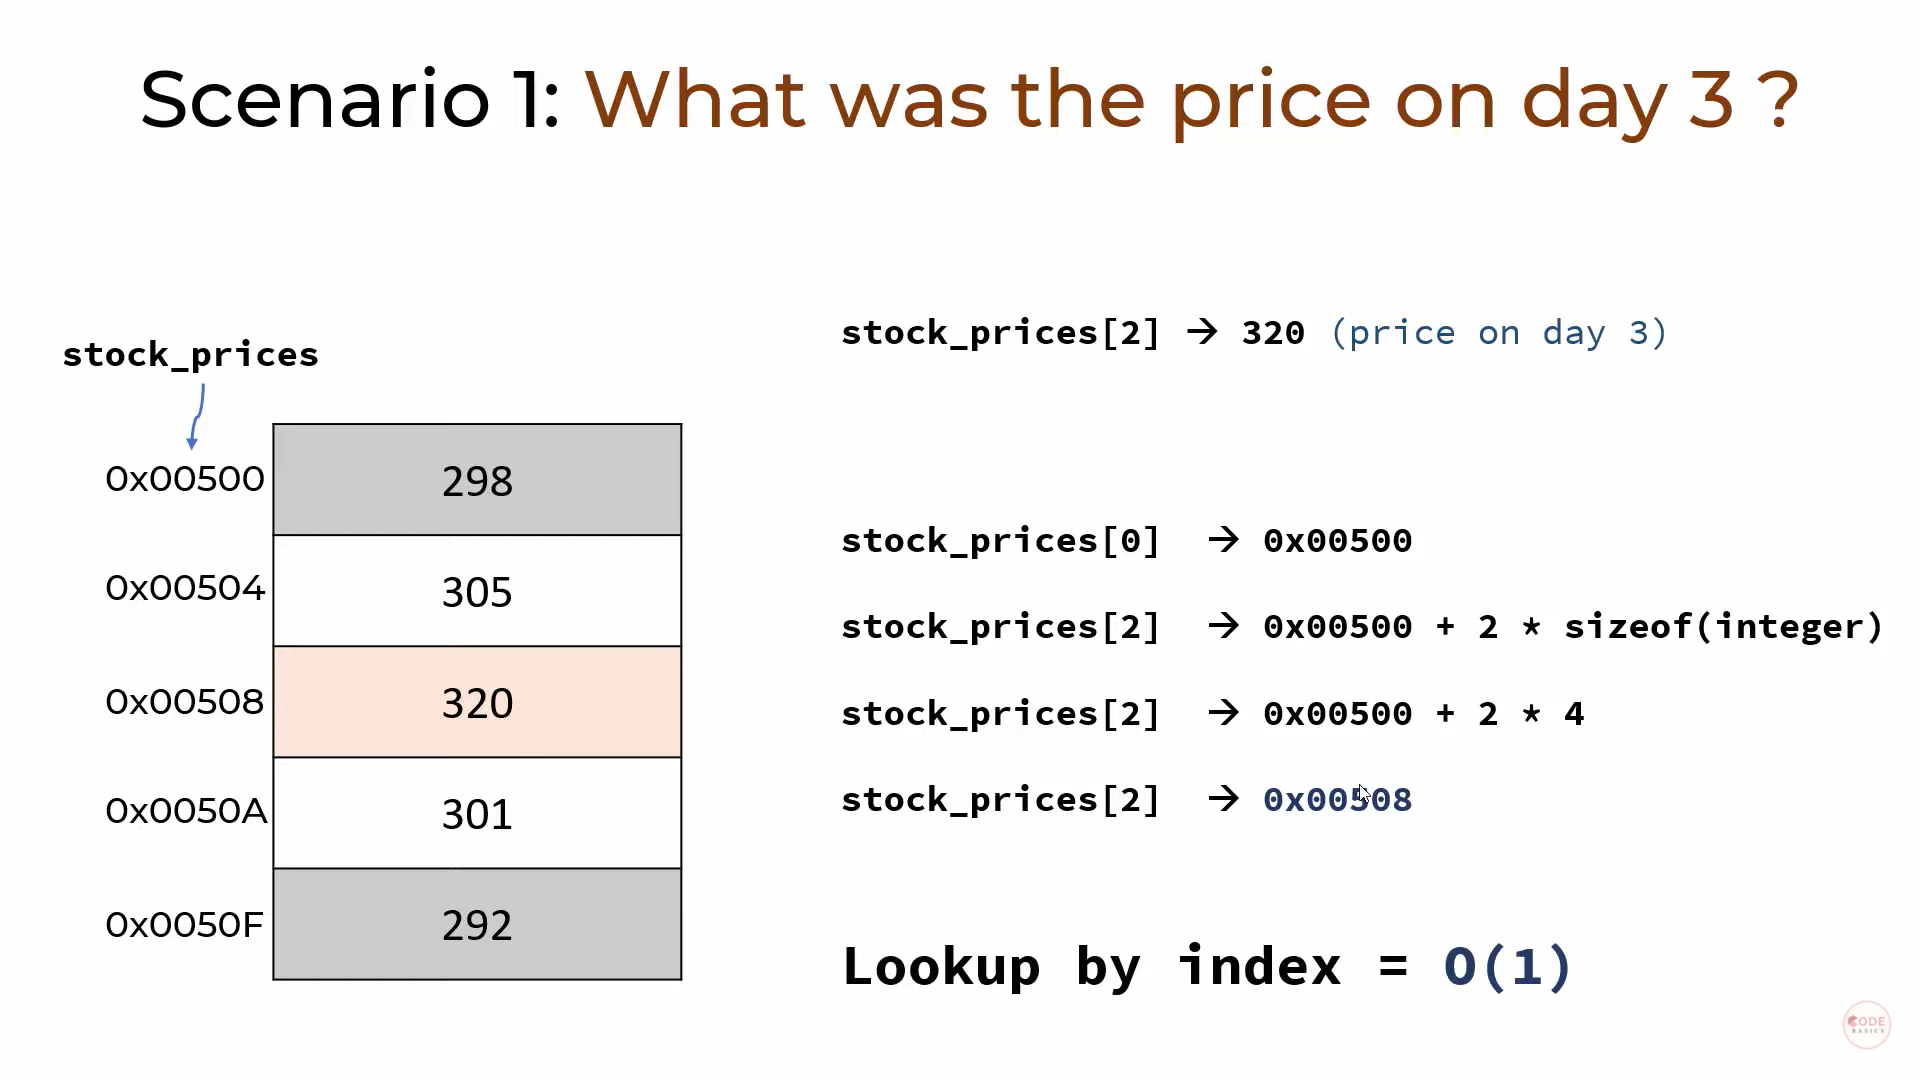 Scenario 1: What was the price on day 3 ?
stock_prices
0x00500 298
0x00504 305
0x00508 320
0x0050A 301
0x0050F 292
stock_prices[2] → 320 (price on day 3)
stock_prices[0] → 0x00500
stock_prices[2] → 0x00500 + 2 * sizeof(integer)
stock_prices[2] → 0x00500 + 2 * 4
stock_prices[2] → 0x00508
Lookup by index = O(1)
CODE
BASICS